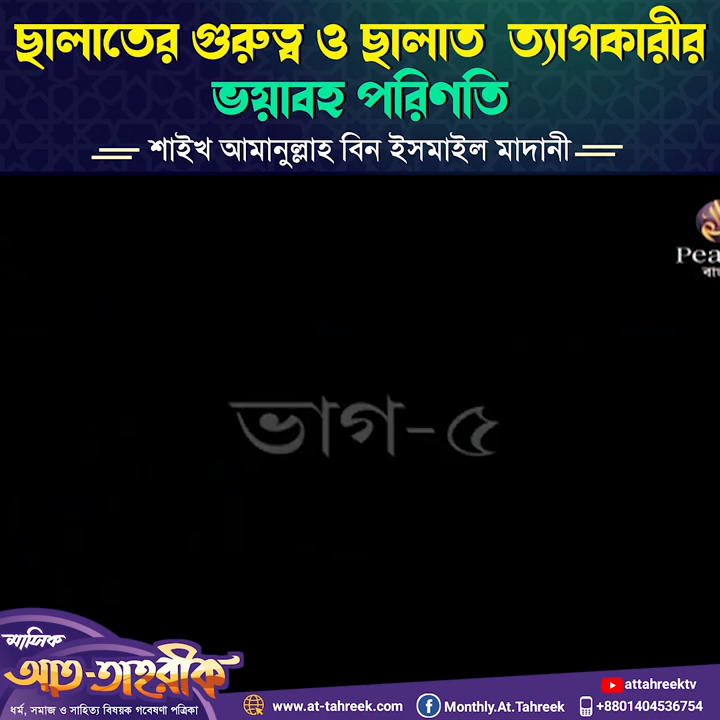 ছালাতের গুরুত্ব ও ছালাত ত্যাগকারীর
ভয়াবহ পরিণতি
শাইখ আমানুল্লাহ বিন ইসমাইল মাদানী
Pea
বা
ভাগ-৫
মাসিক
আত-তাহরীক
ধর্ম, সমাজ ও সাহিত্য বিষয়ক গবেষণা পত্রিকা
www.at-tahreek.com
Monthly.At.Tahreek
attahreektv
+8801404536754